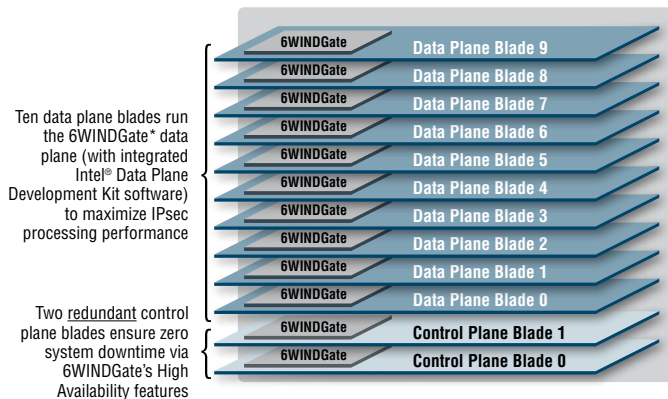 6WINDGate Data Plane Blade 9
6WINDGate Data Plane Blade 8
6WINDGate Data Plane Blade 7
6WINDGate Data Plane Blade 6
6WINDGate Data Plane Blade 5
6WINDGate Data Plane Blade 4
6WINDGate Data Plane Blade 3
6WINDGate Data Plane Blade 2
6WINDGate Data Plane Blade 1
6WINDGate Data Plane Blade 0
6WINDGate Control Plane Blade 1
6WINDGate Control Plane Blade 0
Ten data plane blades run
the 6WINDGate* data
plane (with integrated
Intel® Data Plane
Development Kit software)
to maximize IPsec
processing performance
Two redundant control
plane blades ensure zero
system downtime via
6WINDGate's High
Availability features